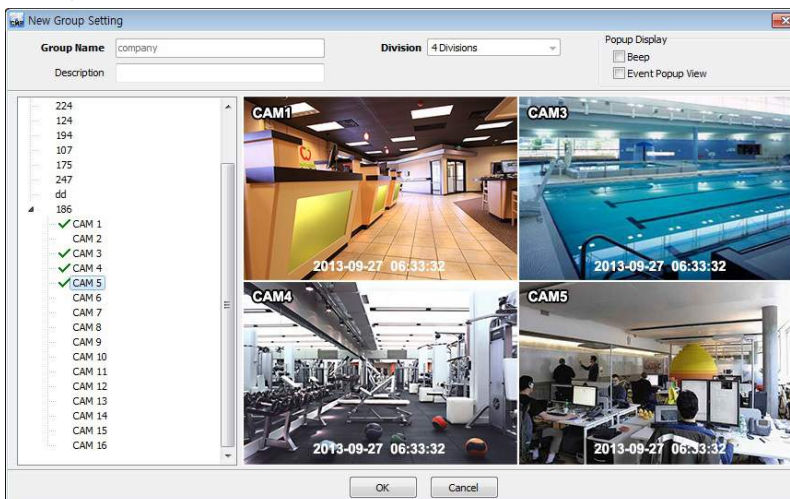 CMS New Group Setting
Group Name company Division 4 Divisions Popup Display
Beep
Description Event Popup View
224
124
194
107
175
247
dd
186
CAM 1
CAM 2
CAM 3
CAM 4
CAM 5
CAM 6
CAM 7
CAM 8
CAM 9
CAM 10
CAM 11
CAM 12
CAM 13
CAM 14
CAM 15
CAM 16
CAM1
2013-09-27 06:33:32
CAM3
2013-09-27 06:33:32
CAM4
2013-09-27 06:33:32
CAM5
2013-09-27 06:33:32
OK Cancel